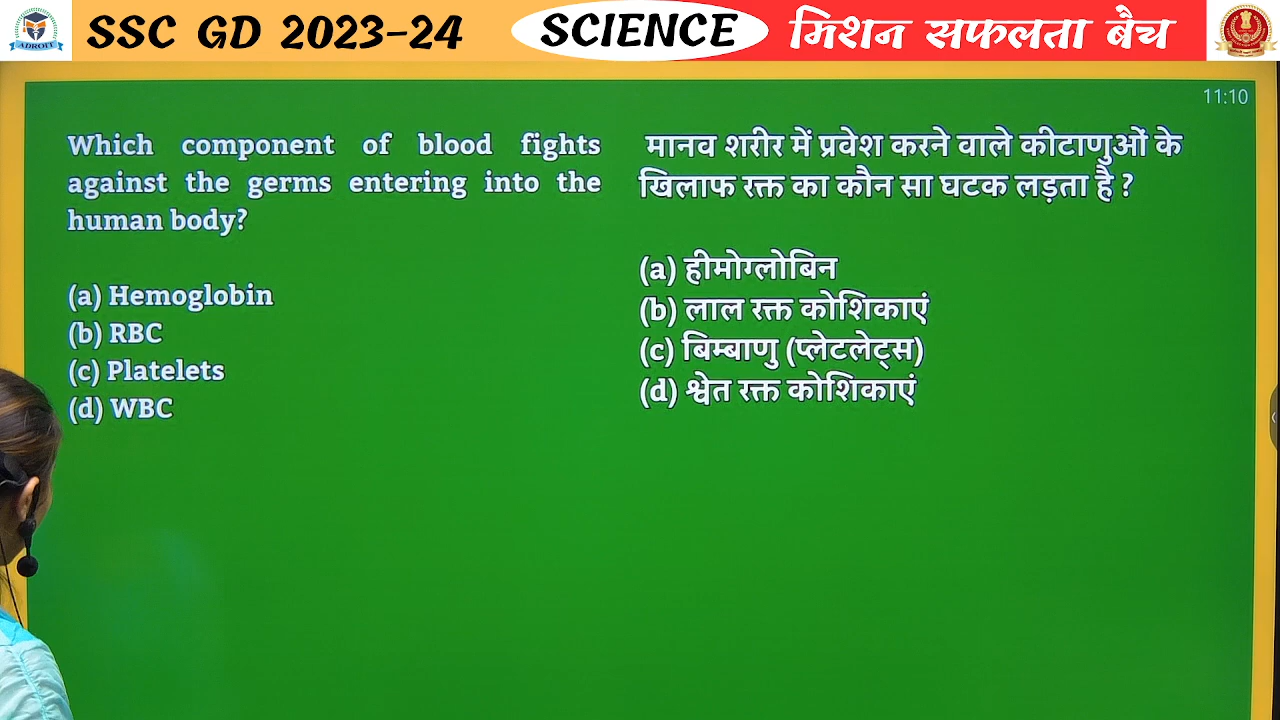 SSC GD 2023-24
SCIENCE
मिशन सफलता बैच
ADROIT
11:10
Which component of blood fights
against the germs entering into the
human body?
(a) Hemoglobin
(b) RBC
(c) Platelets
(d) WBC
मानव शरीर में प्रवेश करने वाले कीटाणुओं के
खिलाफ रक्त का कौन सा घटक लड़ता है ?
(a) हीमोग्लोबिन
(b) लाल रक्त कोशिकाएं
(c) बिम्बाणु (प्लेटलेट्स)
(d) श्वेत रक्त कोशिकाएं